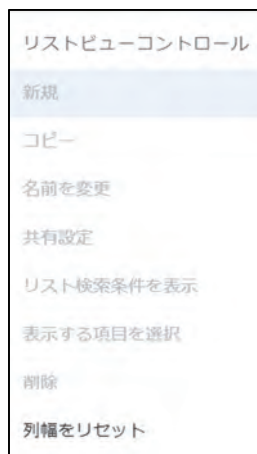 リストビューコントロール
新規
コピー
名前を変更
共有設定
リスト検索条件を表示
表示する項目を選択
削除
列幅をリセット